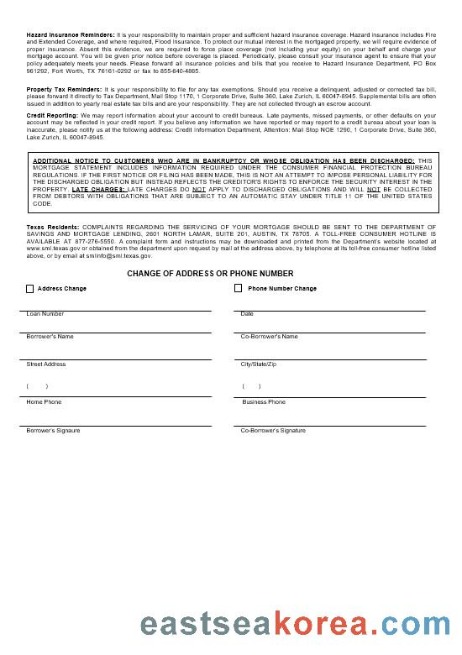 Hazard Insurance Reminders: It is your responsibility to maintain proper and sufficient hazard insurance coverage. Hazard insurance includes Fire
and Extended Coverage, and where required, Flood Insurance. To protect our mutual interest in the mortgaged property, we will require evidence of
proper insurance. Absent this evidence, we are required to force place coverage (not including your equity) on your behalf and charge your
mortgage account. You will be given prior notice before coverage is placed. Periodically, please consult your insurance agent to ensure that your
policy adequately meets your needs. Please forward all insurance policies and bills that you receive to Hazard Insurance Department, PO Box
961292, Fort Worth, TX 76161-0292 or fax to 855-640-4885.
Property Tax Reminders: It is your responsibility to file for any tax exemptions. Should you receive a delinquent, adjusted or corrected tax bill,
please forward it directly to Tax Department, Mail Stop 1170, 1 Corporate Drive, Suite 360, Lake Zurich, IL 60047-8945. Supplemental bills are often
issued in addition to yearly real estate tax bills and are your responsibility. They are not collected through an escrow account.
Credit Reporting: We may report information about your account to credit bureaus. Late payments, missed payments, or other defaults on your
account may be reflected in your credit report. If you believe any information we have reported or may report to a credit bureau about your loan is
inaccurate, please notify us at the following address: Credit Information Department, Attention: Mail Stop NOE 1290, 1 Corporate Drive, Suite 360,
Lake Zurich, IL 60047-8945.
ADDITIONAL NOTICE TO CUSTOMERS WHO ARE IN BANKRUPTCY OR WHOSE OBLIGATION HAS BEEN DISCHARGED: THIS
MORTGAGE STATEMENT INCLUDES INFORMATION REQUIRED UNDER THE CONSUMER FINANCIAL PROTECTION BUREAU
REGULATIONS. IF THE FIRST NOTICE OR FILING HAS BEEN MADE, THIS IS NOT AN ATTEMPT TO IMPOSE PERSONAL LIABILITY FOR
THE DISCHARGED OBLIGATION BUT INSTEAD REFLECTS THE CREDITOR'S RIGHTS TO ENFORCE THE SECURITY INTEREST IN THE
PROPERTY. LATE CHARGES: LATE CHARGES DO NOT APPLY TO DISCHARGED OBLIGATIONS AND WILL NOT BE COLLECTED
FROM DEBTORS WITH OBLIGATIONS THAT ARE SUBJECT TO AN AUTOMATIC STAY UNDER TITLE 11 OF THE UNITED STATES
CODE.
Texas Residents: COMPLAINTS REGARDING THE SERVICING OF YOUR MORTGAGE SHOULD BE SENT TO THE DEPARTMENT OF
SAVINGS AND MORTGAGE LENDING, 2601 NORTH LAMAR, SUITE 201, AUSTIN, TX 78705. A TOLL-FREE CONSUMER HOTLINE IS
AVAILABLE AT 877-276-5550. A complaint form and instructions may be downloaded and printed from the Department's website located at
www.sml.texas.gov or obtained from the department upon request by mail at the address above, by telephone at its toll-free consumer hotline listed
above, or by email at smlinfo@sml.texas.gov.
CHANGE OF ADDRESS OR PHONE NUMBER
Address Change
Phone Number Change
Loan Number
Date
Borrower's Name
Co-Borrower's Name
Street Address
City/State/Zip
( )
( )
Home Phone
Business Phone
Borrower's Signaure
Co-Borrower's Signature
eastseakorea.com